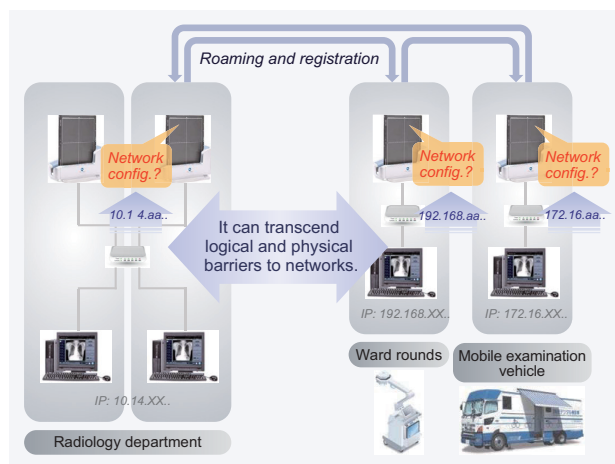 Roaming and registration
Network
config.?
Network
config.?
Network
config.?
10.1 4.aa..
192.168.aa..
172.16.aa..
It can transcend
logical and physical
barriers to networks.
IP: 192.168.XX..
IP: 172.16.XX..
Ward rounds
Mobile examination
vehicle
IP: 10.14.XX..
Radiology department